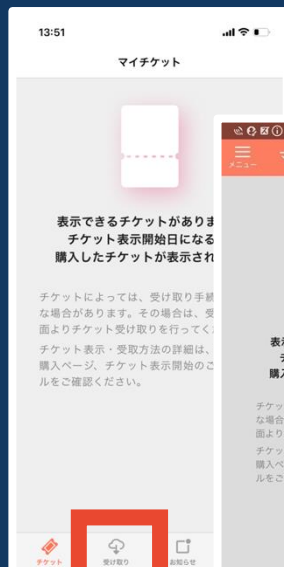 13:51
マイチケット
表示できるチケットがありま
チケット表示開始日になる
購入したチケットが表示され
チケットによっては、受け取り手続
な場合があります。その場合は、受
面よりチケット受け取りを行ってく
チケット表示・受取方法の詳細は、
購入ページ、チケット表示開始のご
ルをご確認ください。
チケット
受け取り
お知らせ
メニュー
表示
チ
購入
チケッ
な場合
面より
チケッ
購入ペ
ルをご